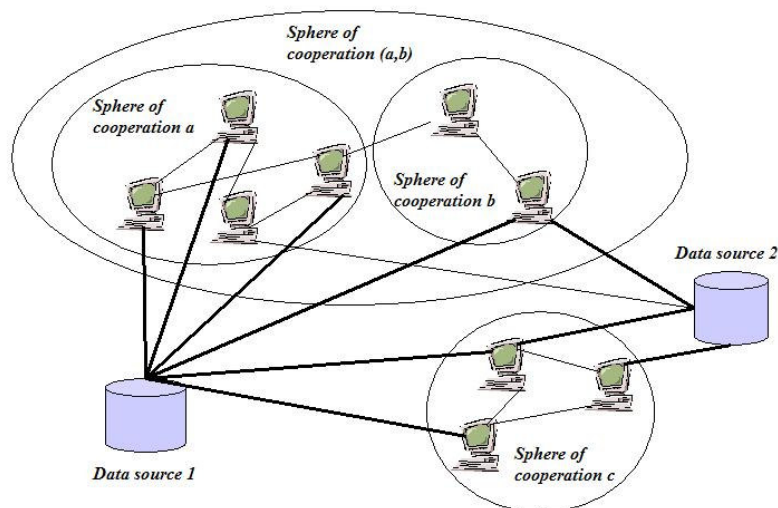 Sphere of
cooperation (a,b)
Sphere of
cooperation a
Sphere of
cooperation b
Data source 2
Data source 1
Sphere of
cooperation c